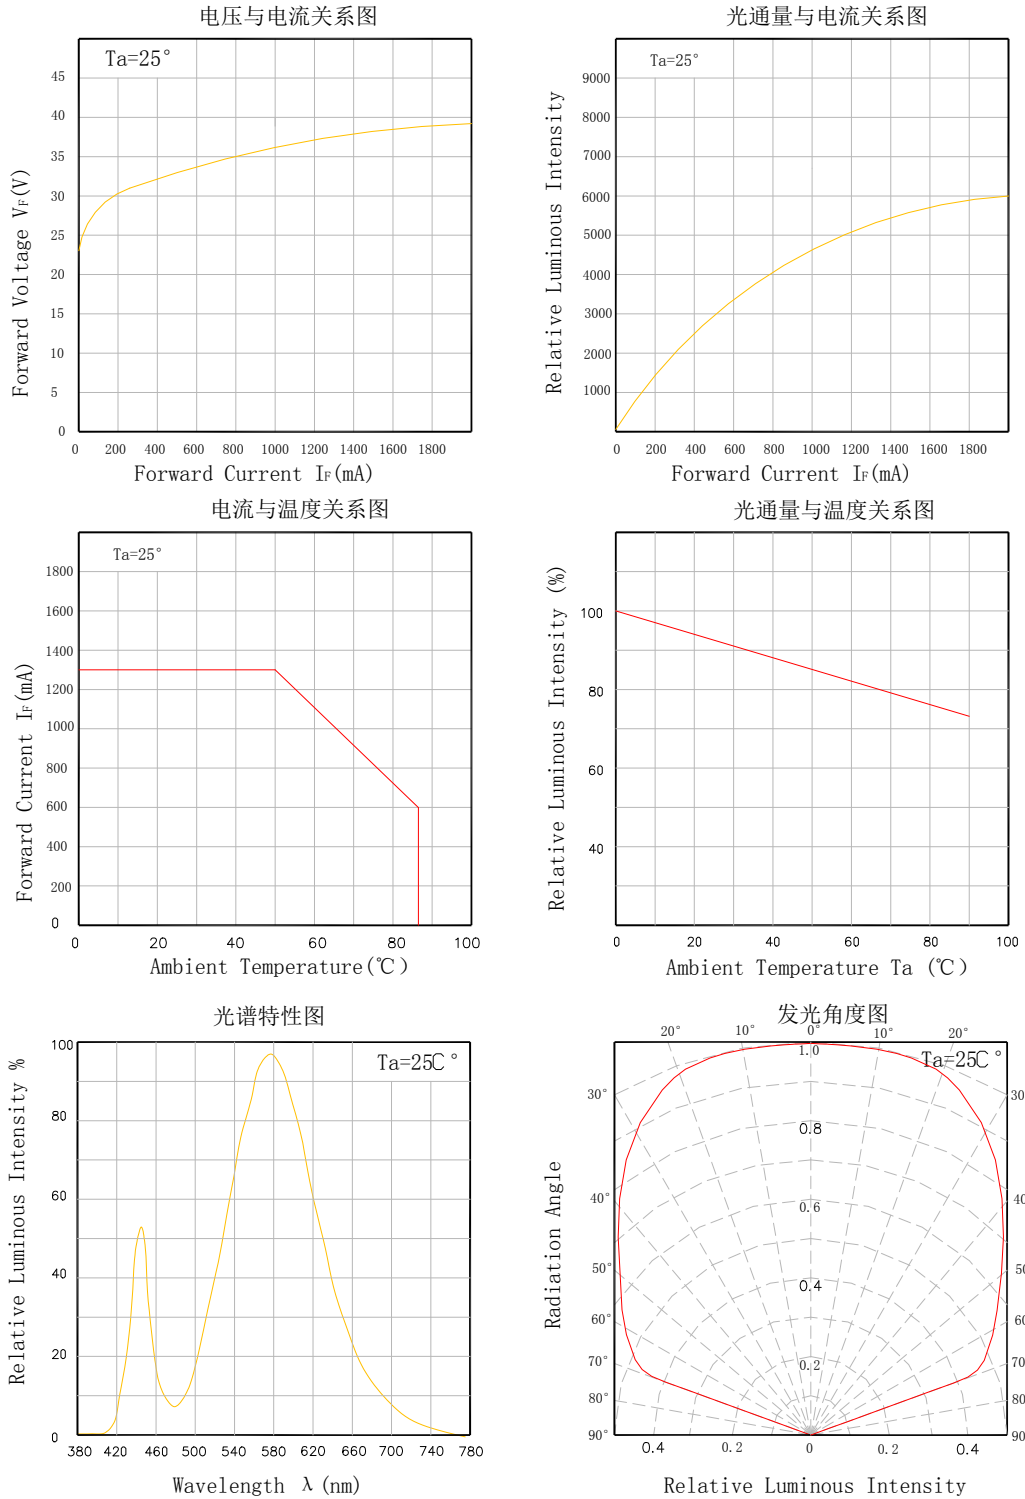 电压与电流关系图
Ta=25°
45
40
35
30
25
20
15
10
5
0
0 200 400 600 800 1000 1200 1400 1600 1800
Forward Voltage VF(V)
Forward Current IF(mA)
光通量与电流关系图
Ta=25°
9000
8000
7000
6000
5000
4000
3000
2000
1000
0 200 400 600 800 1000 1200 1400 1600 1800
Relative Luminous Intensity
Forward Current IF(mA)
电流与温度关系图
Ta=25°
1800
1600
1400
1200
1000
800
600
400
200
0
0 20 40 60 80 100
Forward Current IF(mA)
Ambient Temperature(℃)
光通量与温度关系图
100
80
60
40
0 20 40 60 80 100
Relative Luminous Intensity (%)
Ambient Temperature Ta (℃)
光谱特性图
Ta=25C°
100
80
60
40
20
0
380 420 460 500 540 580 620 660 700 740 780
Relative Luminous Intensity %
Wavelength λ (nm)
发光角度图
20° 10° 0° 10° 20°
Ta=25C°
1.0
30° 30
0.8
40° 40
0.6
50° 50
0.4
60° 60
70° 70
0.2
80° 80
90° 90
0.4 0.2 0 0.2 0.4
Radiation Angle
Relative Luminous Intensity